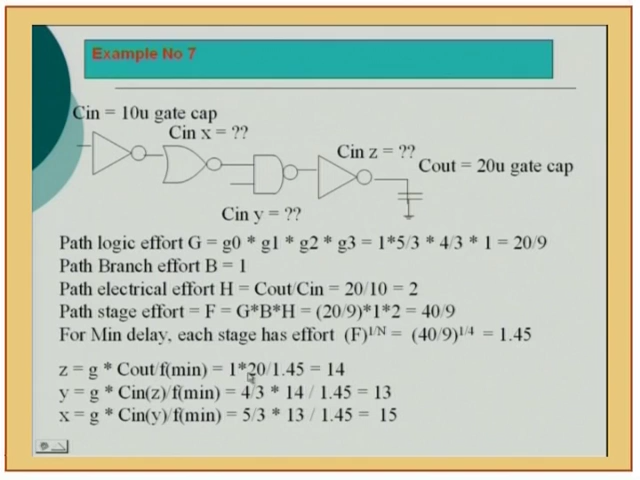 Example No 7
Cin = 10u gate cap
Cin x = ??
Cin z = ??
Cout = 20u gate cap
Cin y = ??
Path logic effort G = g0 * g1 * g2 * g3 = 1*5/3 * 4/3 * 1 = 20/9
Path Branch effort B = 1
Path electrical effort H = Cout/Cin = 20/10 = 2
Path stage effort = F = G*B*H = (20/9)*1*2 = 40/9
For Min delay, each stage has effort (F)1/N = (40/9)1/4 = 1.45
z = g * Cout/f(min) = 1*20/1.45 = 14
y = g * Cin(z)/f(min) = 4/3 * 14 / 1.45 = 13
x = g * Cin(y)/f(min) = 5/3 * 13 / 1.45 = 15